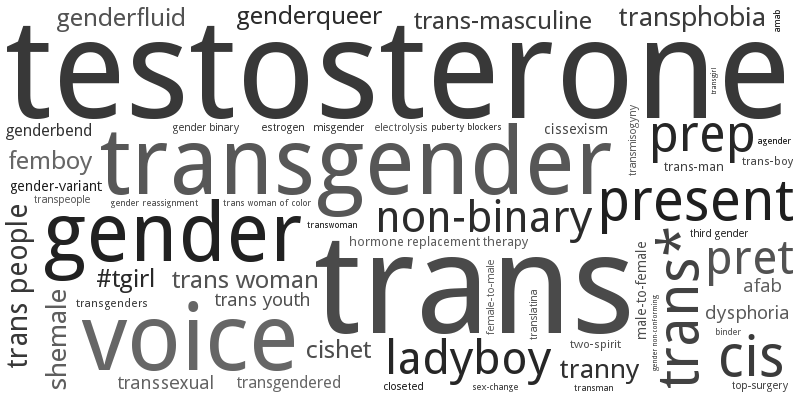 genderfluid
genderqueer
trans-masculine
transphobia
amab
testosterone
transgirl
genderbend
gender binary
estrogen
misgender
electrolysis
puberty blockers
cissexism
transmisogyny
prep
agender
femboy
transgender
trans-man
trans-boy
gender-variant
transpeople
gender reassignment
trans woman of color
present
trans people
gender
transwoman
non-binary
third gender
hormone replacement therapy
#tgirl
trans woman
trans
female-to-male
translatina
male-to-female
trans*
pret
afab
shemale
transgenders
trans youth
gender non-conforming
dysphoria
voice
cishet
two-spirit
binder
cis
ladyboy
tranny
transsexual
transgendered
closeted
sex-change
transman
top-surgery